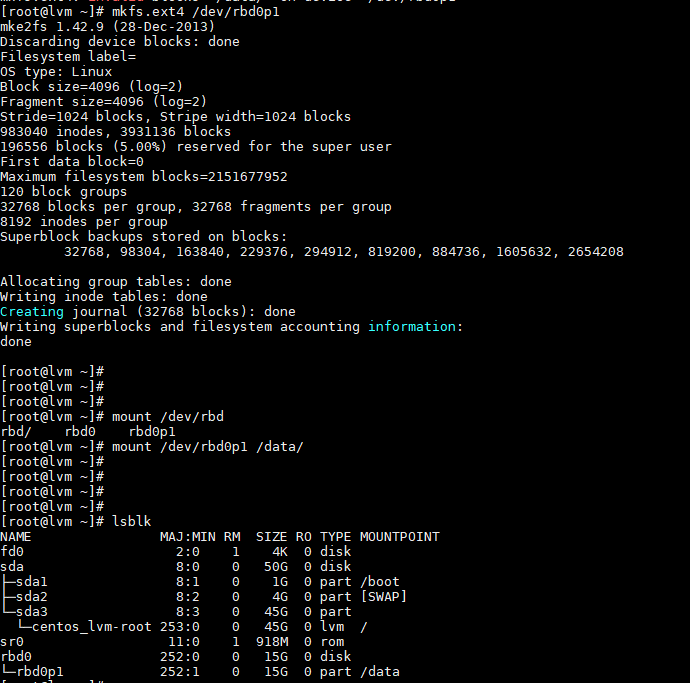 [root@lvm ~]# mkfs.ext4 /dev/rbd0p1
mke2fs 1.42.9 (28-Dec-2013)
Discarding device blocks: done
Filesystem label=
OS type: Linux
Block size=4096 (log=2)
Fragment size=4096 (log=2)
Stride=1024 blocks, Stripe width=1024 blocks
983040 inodes, 3931136 blocks
196556 blocks (5.00%) reserved for the super user
First data block=0
Maximum filesystem blocks=2151677952
120 block groups
32768 blocks per group, 32768 fragments per group
8192 inodes per group
Superblock backups stored on blocks:
        32768, 98304, 163840, 229376, 294912, 819200, 884736, 1605632, 2654208

Allocating group tables: done
Writing inode tables: done
Creating journal (32768 blocks): done
Writing superblocks and filesystem accounting information:
done

[root@lvm ~]#
[root@lvm ~]#
[root@lvm ~]#
[root@lvm ~]# mount /dev/rbd
rbd/    rbd0    rbd0p1
[root@lvm ~]# mount /dev/rbd0p1 /data/
[root@lvm ~]#
[root@lvm ~]#
[root@lvm ~]#
[root@lvm ~]#
[root@lvm ~]# lsblk
NAME                MAJ:MIN RM  SIZE RO TYPE MOUNTPOINT
fd0                   2:0    1    4K  0 disk
sda                   8:0    0   50G  0 disk
├─sda1                8:1    0    1G  0 part /boot
├─sda2                8:2    0    4G  0 part [SWAP]
└─sda3                8:3    0   45G  0 part
  └─centos_lvm-root 253:0    0   45G  0 lvm  /
sr0                  11:0    1  918M  0 rom
rbd0                252:0    0   15G  0 disk
└─rbd0p1            252:1    0   15G  0 part /data